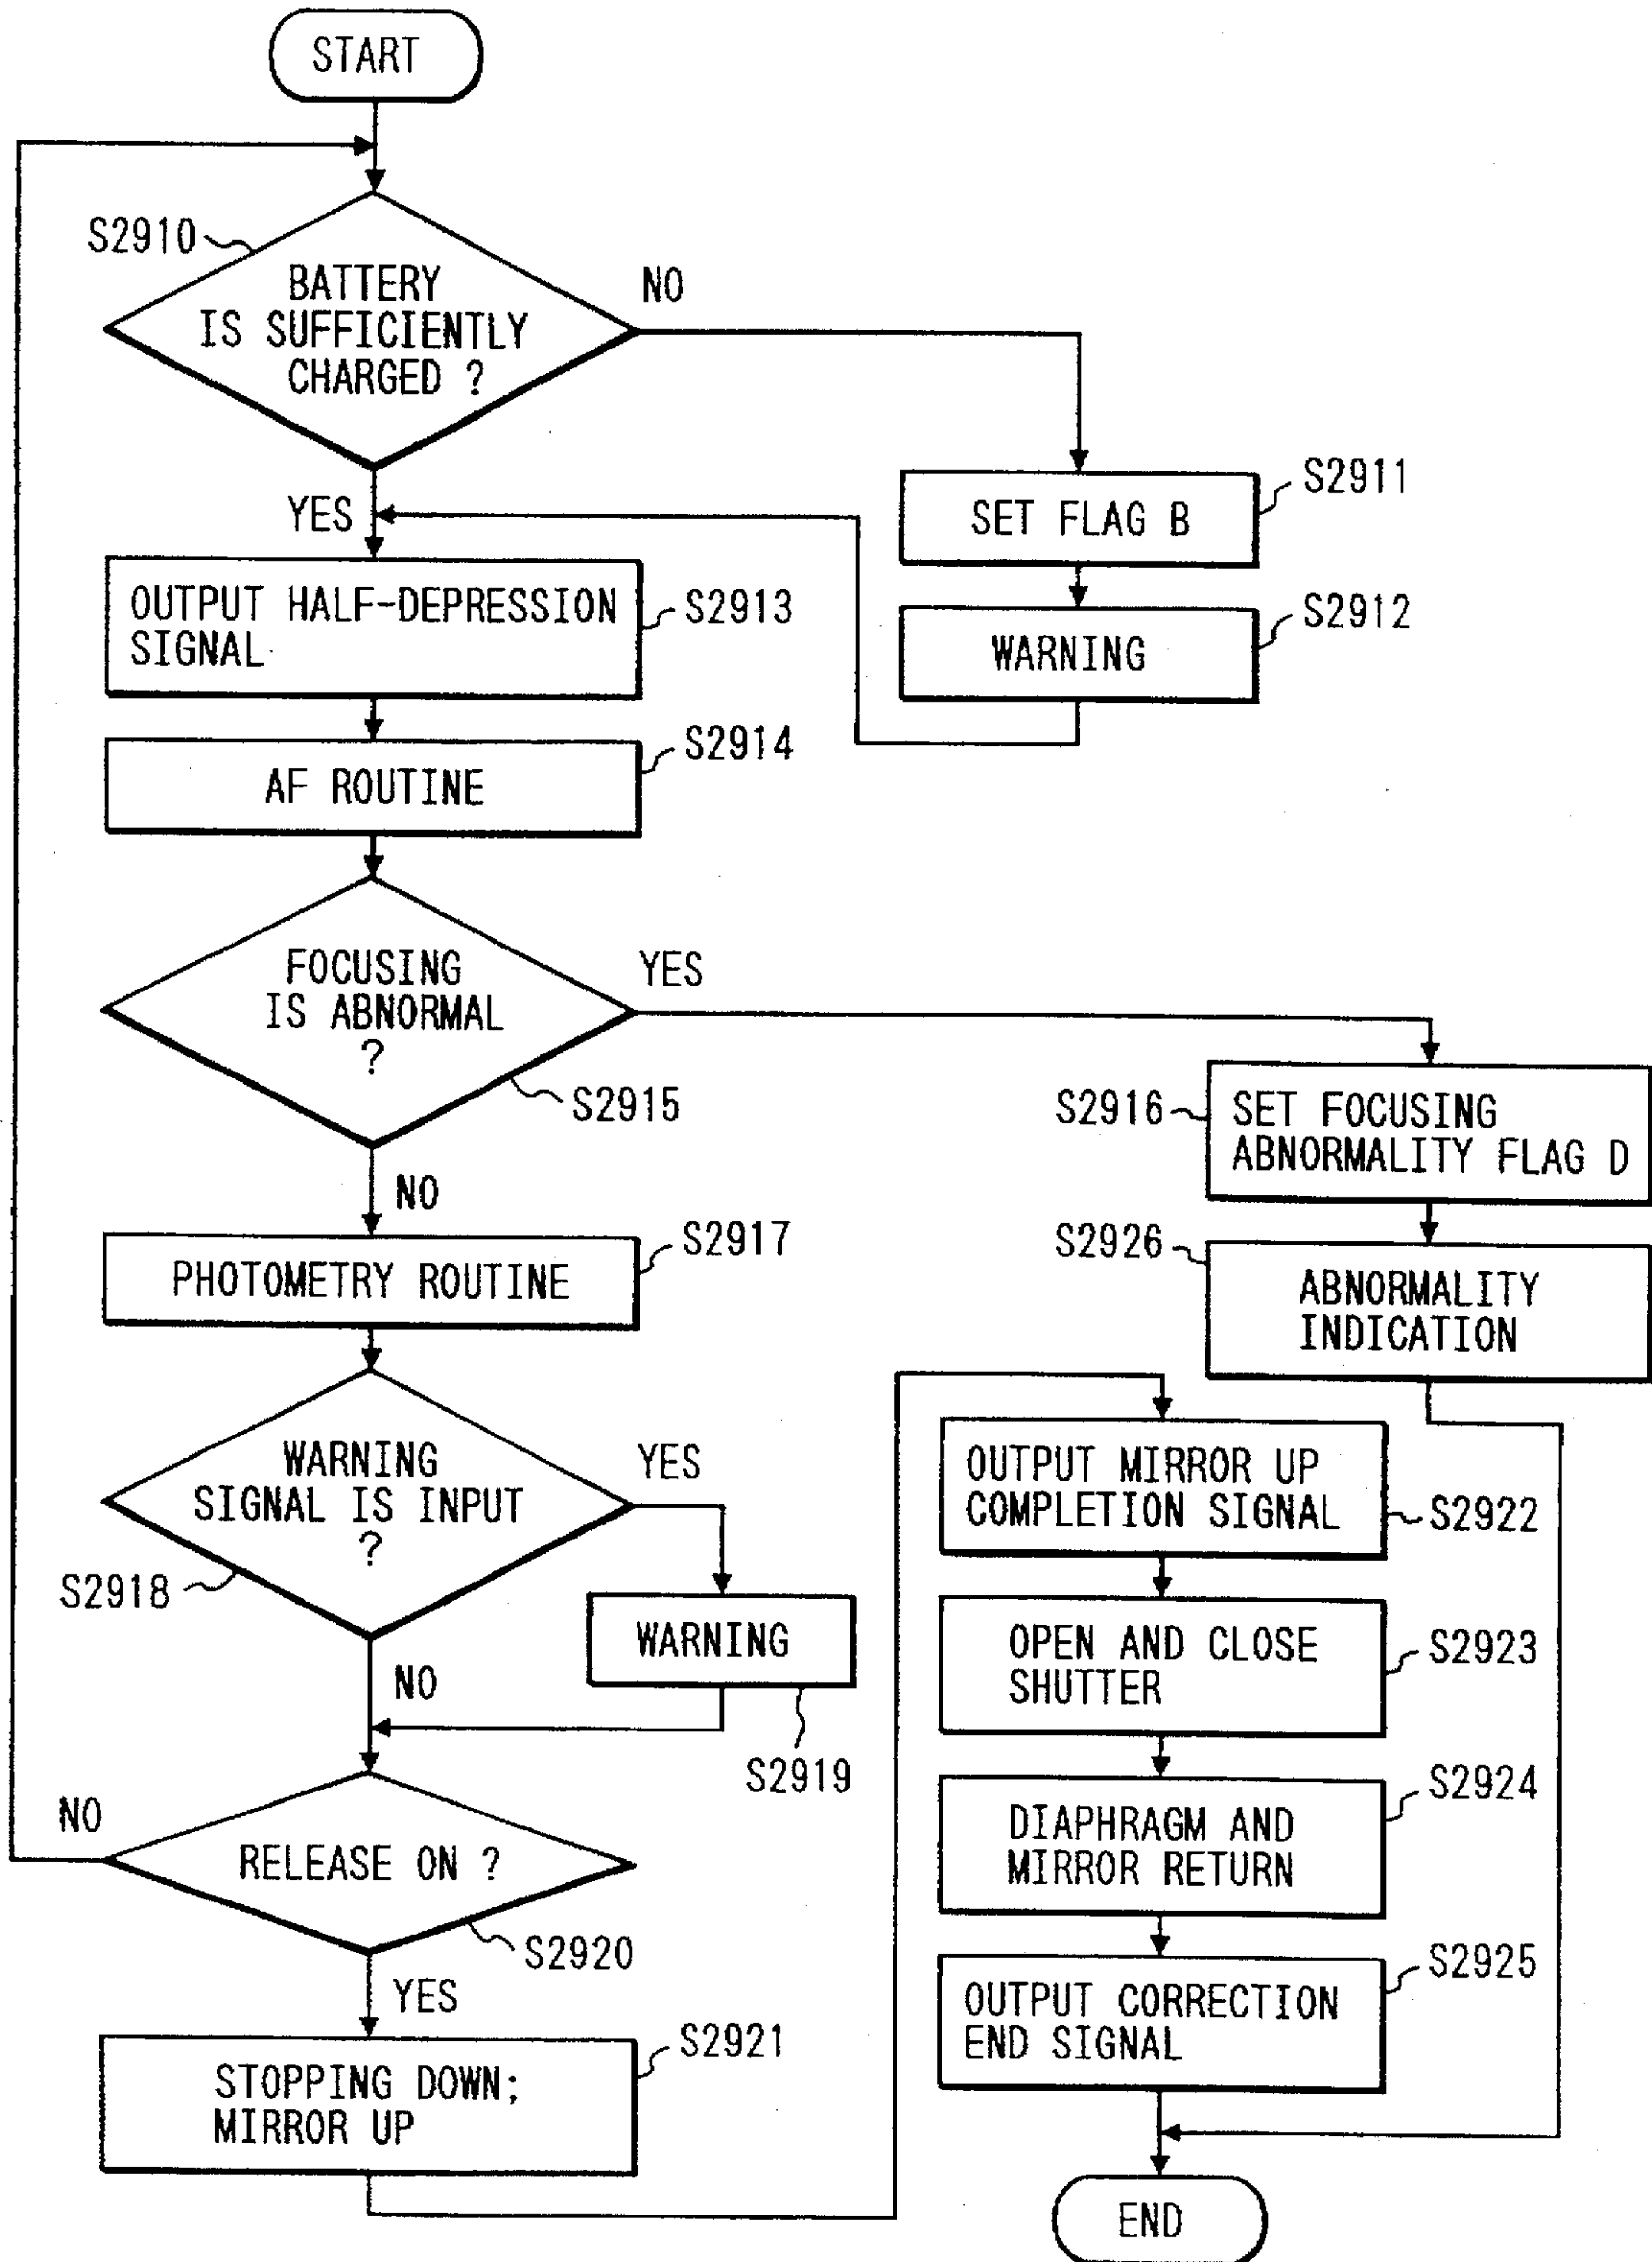 START
S2910
BATTERY
IS SUFFICIENTLY
CHARGED ?
NO
YES
S2911
SET FLAG B
S2912
WARNING
OUTPUT HALF-DEPRESSION
SIGNAL
S2913
AF ROUTINE
S2914
FOCUSING
IS ABNORMAL
?
YES
S2915
NO
S2916
SET FOCUSING
ABNORMALITY FLAG D
S2926
ABNORMALITY
INDICATION
PHOTOMETRY ROUTINE
S2917
WARNING
SIGNAL IS INPUT
?
YES
S2918
NO
WARNING
S2919
RELEASE ON ?
NO
S2920
YES
STOPPING DOWN;
MIRROR UP
S2921
OUTPUT MIRROR UP
COMPLETION SIGNAL
S2922
OPEN AND CLOSE
SHUTTER
S2923
DIAPHRAGM AND
MIRROR RETURN
S2924
OUTPUT CORRECTION
END SIGNAL
S2925
END